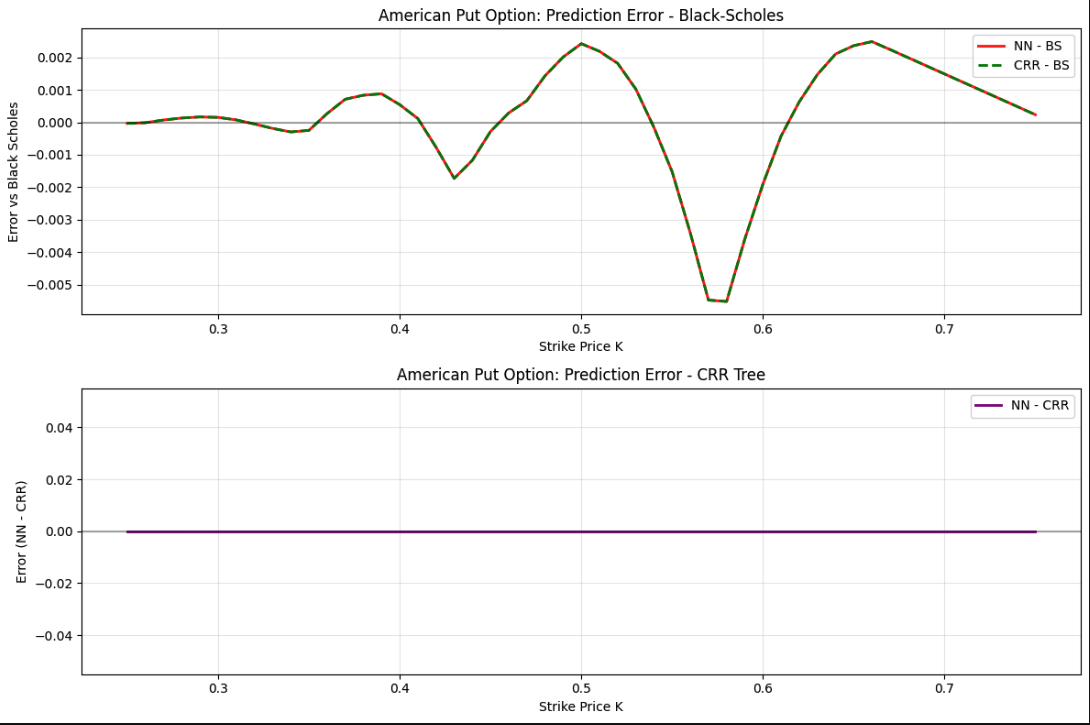 American Put Option: Prediction Error - Black-Scholes
Error vs Black Scholes
0.002
0.001
0.000
−0.001
−0.002
−0.003
−0.004
−0.005
NN - BS
CRR - BS
0.3
0.4
0.5
0.6
0.7
Strike Price K
American Put Option: Prediction Error - CRR Tree
Error (NN - CRR)
0.04
0.02
0.00
−0.02
−0.04
NN - CRR
0.3
0.4
0.5
0.6
0.7
Strike Price K